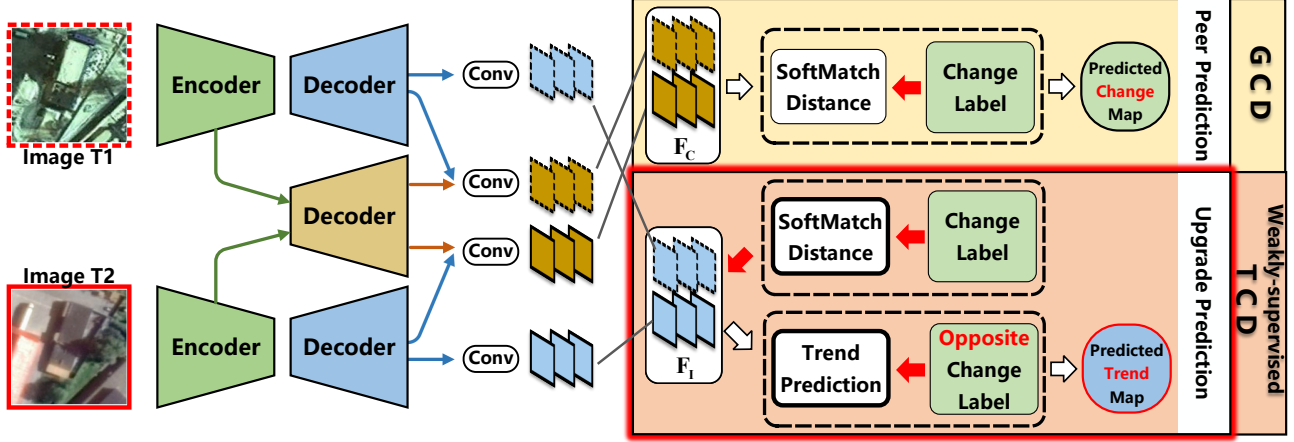 Image T1
Encoder
Decoder
Conv
Decoder
Conv
Conv
Image T2
Encoder
Decoder
Conv
F_C
SoftMatch
Distance
Change
Label
Predicted
Change
Map
Peer Prediction
GCD
F_I
SoftMatch
Distance
Change
Label
Trend
Prediction
Opposite
Change
Label
Predicted
Trend
Map
Upgrade Prediction
Weakly-supervised
TCD